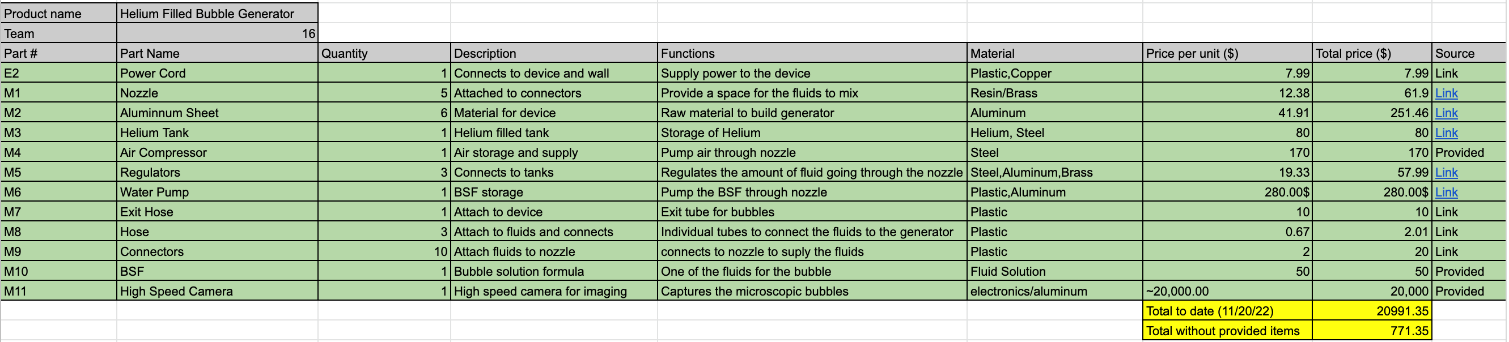 Product name Helium Filled Bubble Generator
Team 16
Part # Part Name Quantity Description Functions Material Price per unit ($) Total price ($) Source
E2 Power Cord 1 Connects to device and wall Supply power to the device Plastic,Copper 7.99 7.99 Link
M1 Nozzle 5 Attached to connectors Provide a space for the fluids to mix Resin/Brass 12.38 61.9 Link
M2 Aluminnum Sheet 6 Material for device Raw material to build generator Aluminum 41.91 251.46 Link
M3 Helium Tank 1 Helium filled tank Storage of Helium Helium, Steel 80 80 Link
M4 Air Compressor 1 Air storage and supply Pump air through nozzle Steel 170 170 Provided
M5 Regulators 3 Connects to tanks Regulates the amount of fluid going through the nozzle Steel,Aluminum,Brass 19.33 57.99 Link
M6 Water Pump 1 BSF storage Pump the BSF through nozzle Plastic,Aluminum 280.00$ 280.00$ Link
M7 Exit Hose 1 Attach to device Exit tube for bubbles Plastic 10 10 Link
M8 Hose 3 Attach to fluids and connects Individual tubes to connect the fluids to the generator Plastic 0.67 2.01 Link
M9 Connectors 10 Attach fluids to nozzle connects to nozzle to suply the fluids Plastic 2 20 Link
M10 BSF 1 Bubble solution formula One of the fluids for the bubble Fluid Solution 50 50 Provided
M11 High Speed Camera 1 High speed camera for imaging Captures the microscopic bubbles electronics/aluminum ~20,000.00 20,000 Provided
Total to date (11/20/22) 20991.35
Total without provided items 771.35